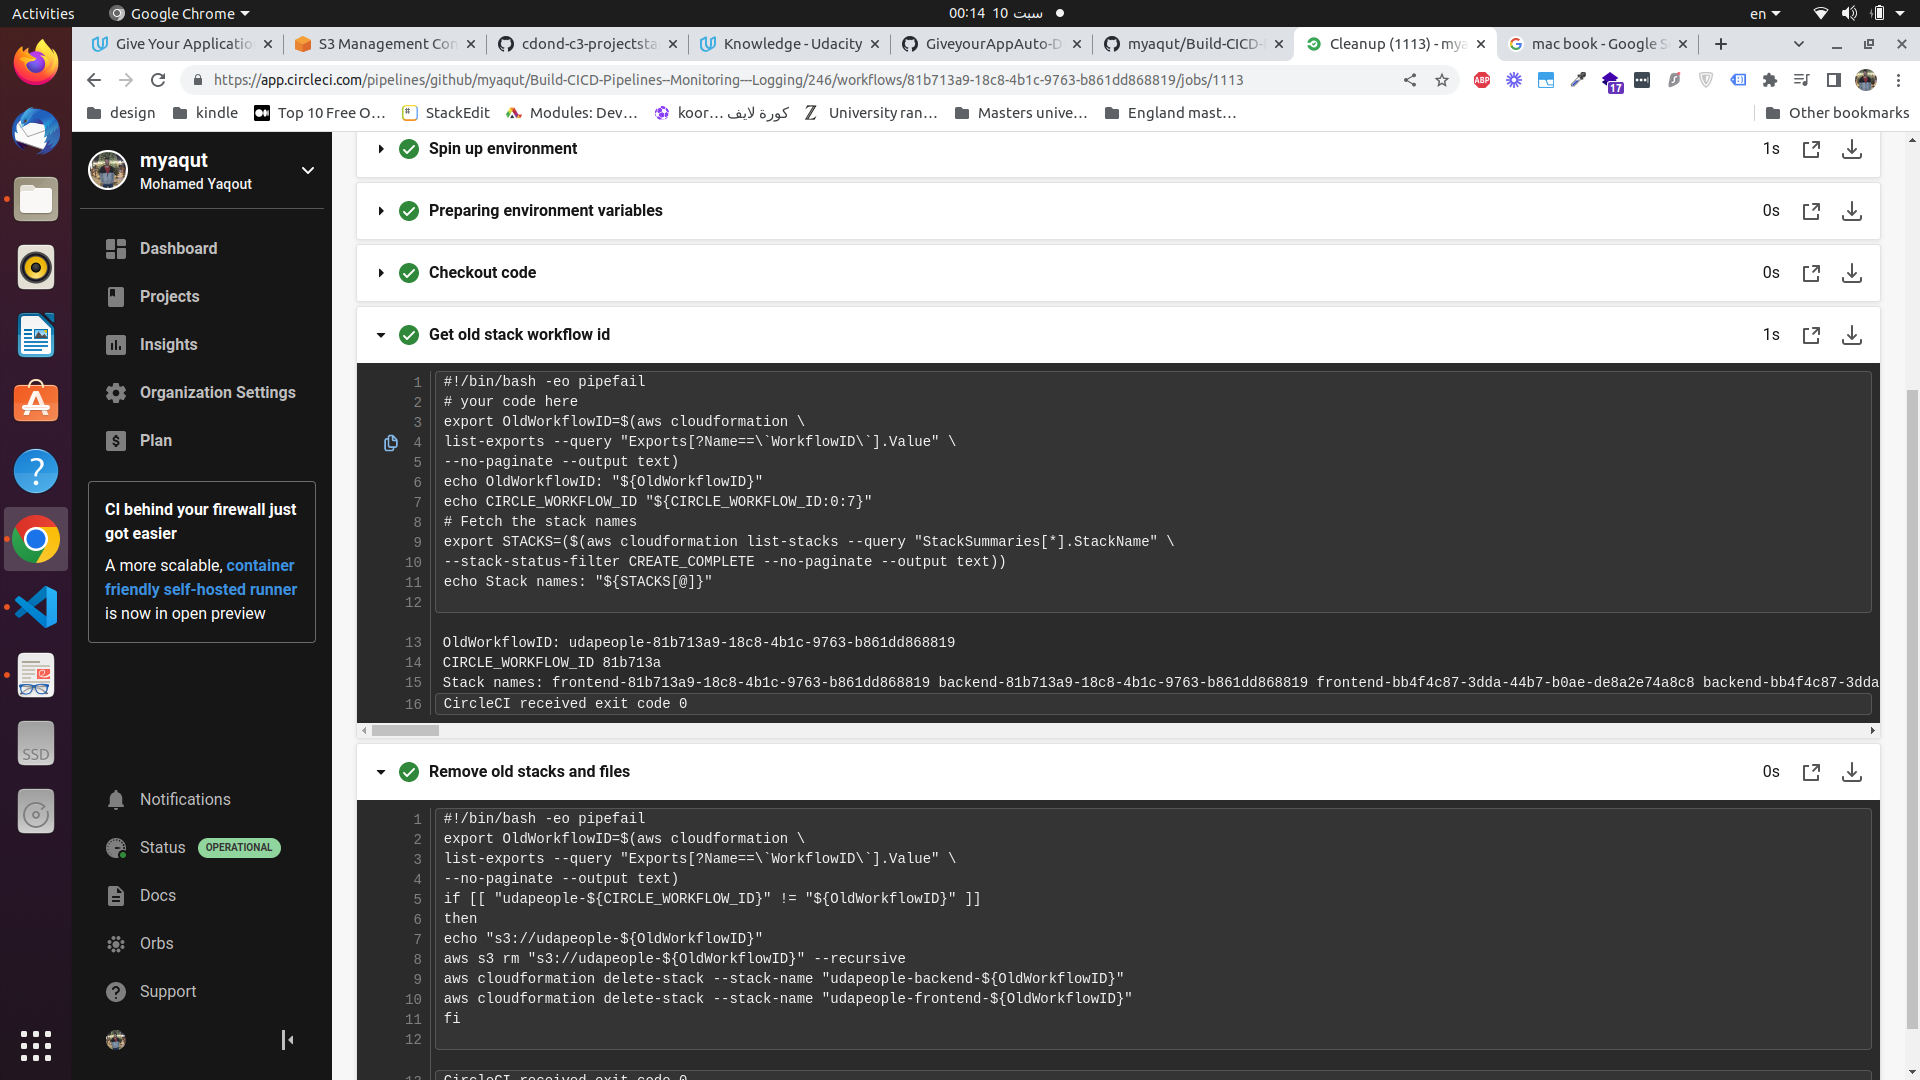 Activities
Google Chrome
00:14 10 سبت
en
Give Your Applicatio
S3 Management Con
cdond-c3-projectsta
Knowledge - Udacity
GiveyourAppAuto-D
myaqut/Build-CICD-
Cleanup (1113) - mya
mac book - Google S
https://app.circleci.com/pipelines/github/myaqut/Build-CICD-Pipelines--Monitoring---Logging/246/workflows/81b713a9-18c8-4b1c-9763-b861dd868819/jobs/1113
ABP
17
design
kindle
Top 10 Free O…
StackEdit
Modules: Dev…
koor… كورة لايف
University ran…
Masters unive…
England mast…
Other bookmarks
myaqut
Mohamed Yaqout
Dashboard
Projects
Insights
Organization Settings
Plan
CI behind your firewall just
got easier
A more scalable, container
friendly self-hosted runner
is now in open preview
Notifications
Status OPERATIONAL
Docs
Orbs
Support
SSD
Spin up environment 1s
Preparing environment variables 0s
Checkout code 0s
Get old stack workflow id 1s
1 #!/bin/bash -eo pipefail
2 # your code here
3 export OldWorkflowID=$(aws cloudformation \
4 list-exports --query "Exports[?Name==\`WorkflowID\`].Value" \
5 --no-paginate --output text)
6 echo OldWorkflowID: "${OldWorkflowID}"
7 echo CIRCLE_WORKFLOW_ID "${CIRCLE_WORKFLOW_ID:0:7}"
8 # Fetch the stack names
9 export STACKS=($(aws cloudformation list-stacks --query "StackSummaries[*].StackName" \
10 --stack-status-filter CREATE_COMPLETE --no-paginate --output text))
11 echo Stack names: "${STACKS[@]}"
12
13 OldWorkflowID: udapeople-81b713a9-18c8-4b1c-9763-b861dd868819
14 CIRCLE_WORKFLOW_ID 81b713a
15 Stack names: frontend-81b713a9-18c8-4b1c-9763-b861dd868819 backend-81b713a9-18c8-4b1c-9763-b861dd868819 frontend-bb4f4c87-3dda-44b7-b0ae-de8a2e74a8c8 backend-bb4f4c87-3dda
16 CircleCI received exit code 0
Remove old stacks and files 0s
1 #!/bin/bash -eo pipefail
2 export OldWorkflowID=$(aws cloudformation \
3 list-exports --query "Exports[?Name==\`WorkflowID\`].Value" \
4 --no-paginate --output text)
5 if [[ "udapeople-${CIRCLE_WORKFLOW_ID}" != "${OldWorkflowID}" ]]
6 then
7 echo "s3://udapeople-${OldWorkflowID}"
8 aws s3 rm "s3://udapeople-${OldWorkflowID}" --recursive
9 aws cloudformation delete-stack --stack-name "udapeople-backend-${OldWorkflowID}"
10 aws cloudformation delete-stack --stack-name "udapeople-frontend-${OldWorkflowID}"
11 fi
12
13 CircleCI received exit code 0